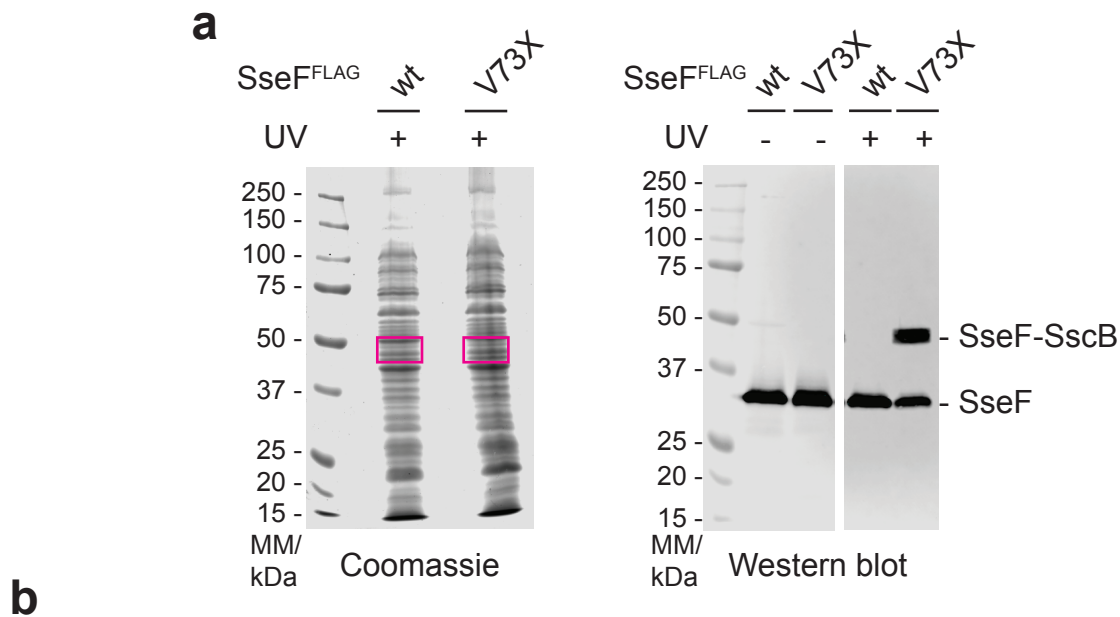 a
SseFFLAG wt V73X
UV + +
250 -
150 -
100 -
75 -
50 -
37 -
25 -
20 -
15 -
MM/
kDa
Coomassie
SseFFLAG wt V73X wt V73X
UV - - + +
250 -
150 -
100 -
75 -
50 -
37 -
25 -
20 -
15 -
- SseF-SscB
- SseF
MM/
kDa
Western blot
b